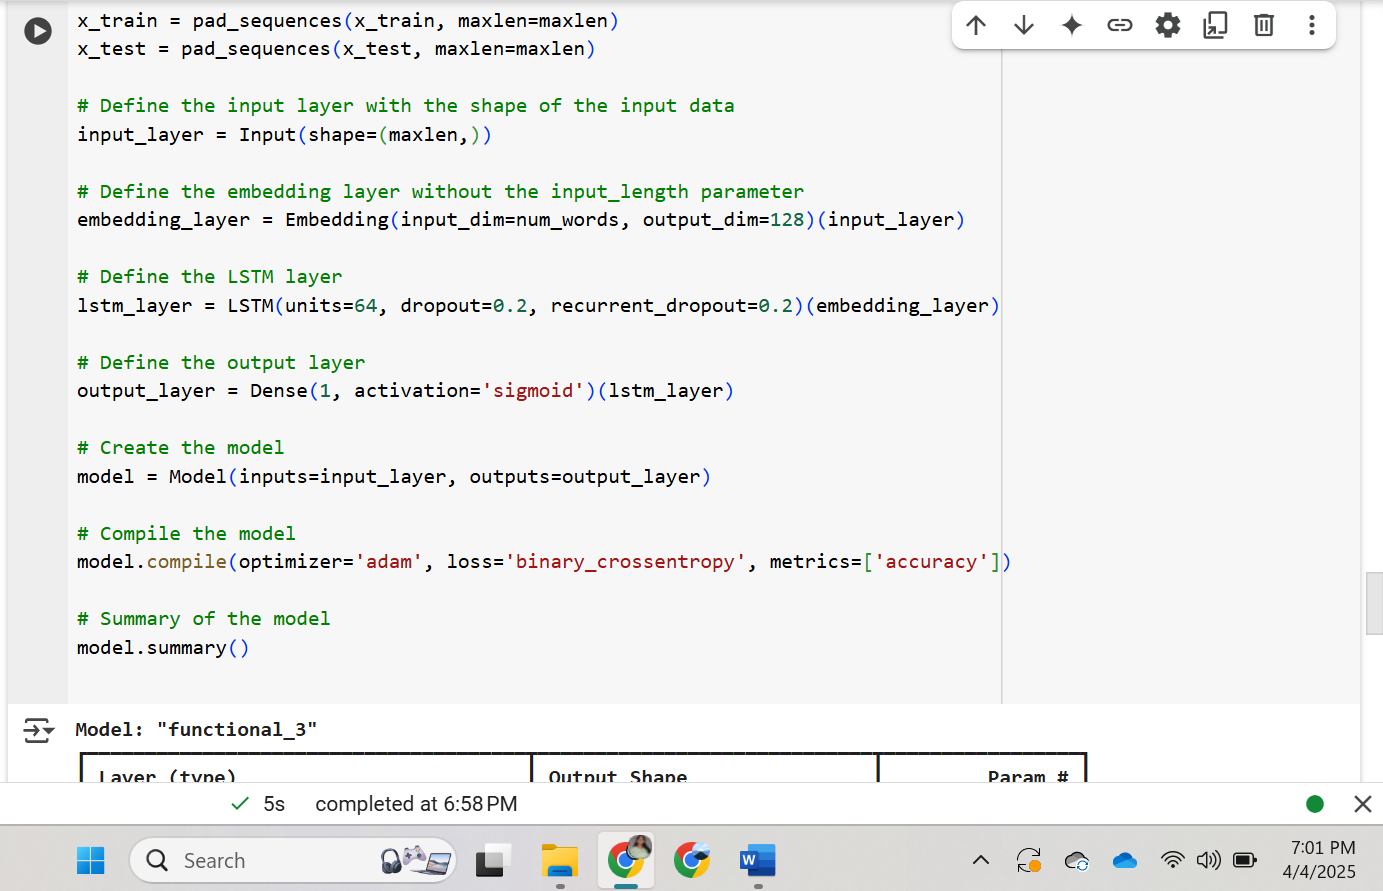 x_train = pad_sequences(x_train, maxlen=maxlen)
x_test = pad_sequences(x_test, maxlen=maxlen)
# Define the input layer with the shape of the input data
input_layer = Input(shape=(maxlen,))
# Define the embedding layer without the input_length parameter
embedding_layer = Embedding(input_dim=num_words, output_dim=128)(input_layer)
# Define the LSTM layer
lstm_layer = LSTM(units=64, dropout=0.2, recurrent_dropout=0.2)(embedding_layer)
# Define the output layer
output_layer = Dense(1, activation='sigmoid')(lstm_layer)
# Create the model
model = Model(inputs=input_layer, outputs=output_layer)
# Compile the model
model.compile(optimizer='adam', loss='binary_crossentropy', metrics=['accuracy'])
# Summary of the model
model.summary()
Model: "functional_3"
Layer (type) Output Shape Param #
5s completed at 6:58 PM
Search
W
7:01 PM
4/4/2025